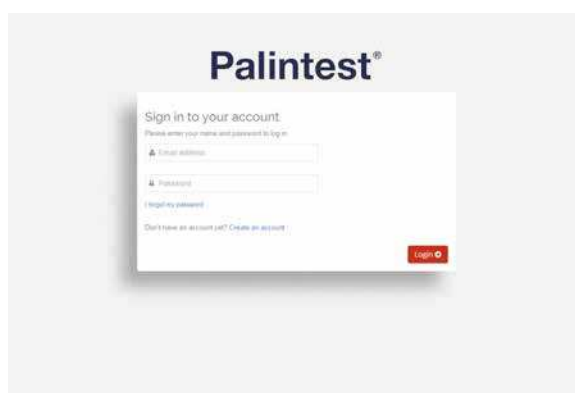 Palintest®
Sign in to your account
Please enter your name and password to log in
Email address
Password
I forgot my password
Don't have an account yet? Create an account
Login